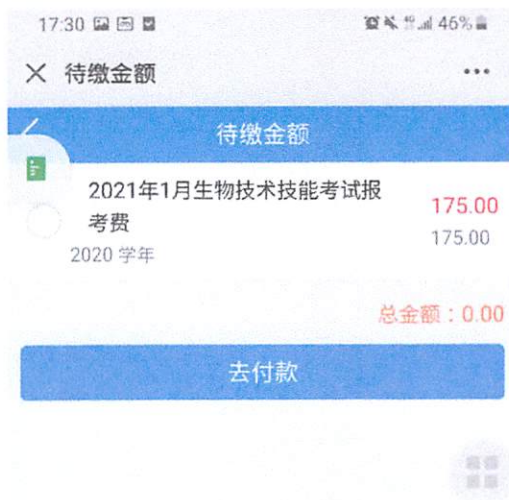 17:30 46%
待缴金额
待缴金额
2021年1月生物技术技能考试报 175.00
考费 175.00
2020 学年
总金额：0.00
去付款